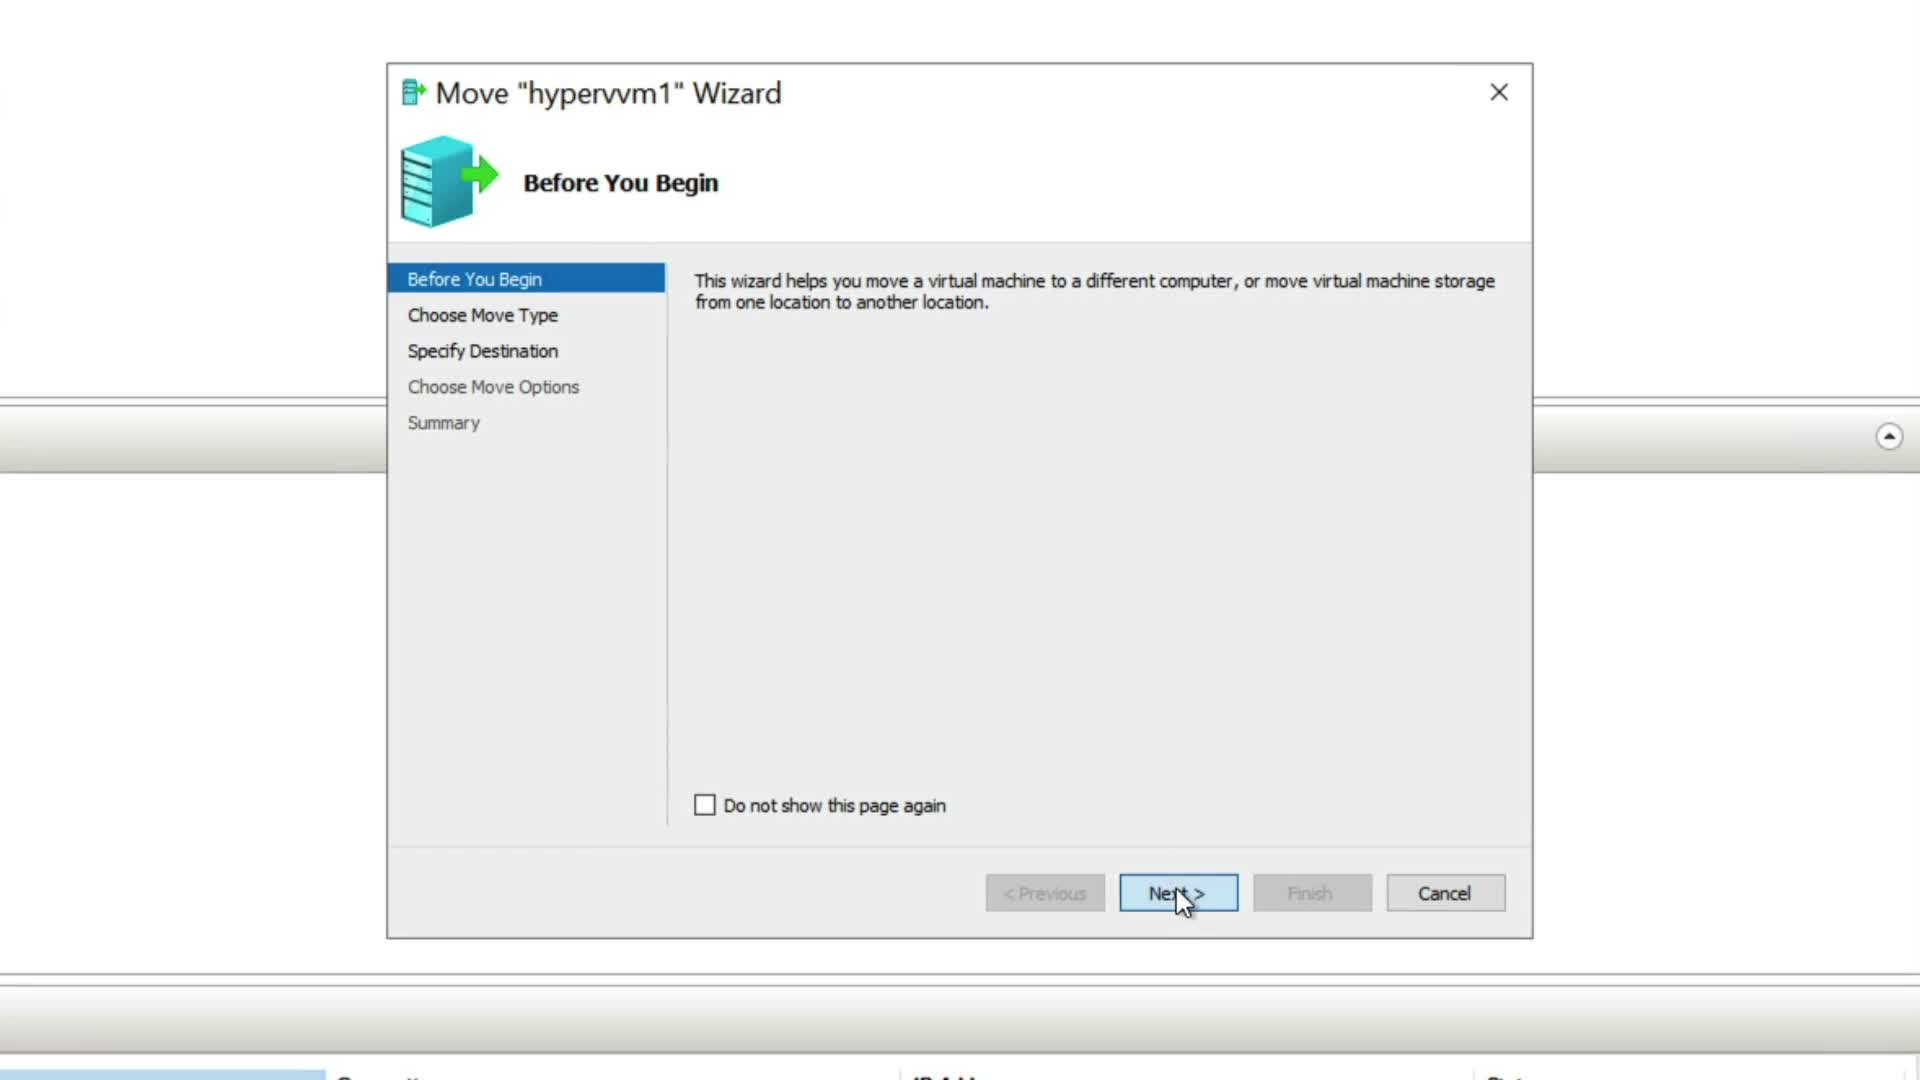 Move "hypervvm1" Wizard
Before You Begin
Before You Begin
Choose Move Type
Specify Destination
Choose Move Options
Summary
This wizard helps you move a virtual machine to a different computer, or move virtual machine storage
from one location to another location.
Do not show this page again
< Previous
Next >
Finish
Cancel